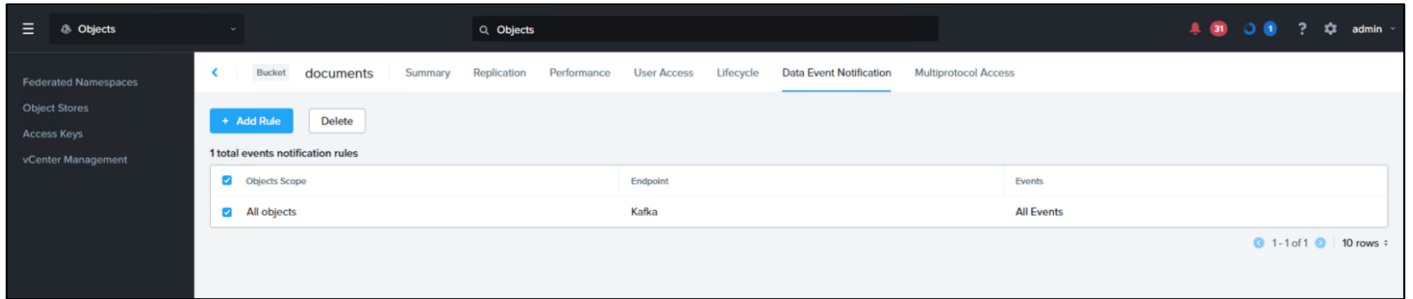 Objects
Objects
31
1
?
admin
Federated Namespaces
Object Stores
Access Keys
vCenter Management
Bucket documents Summary Replication Performance User Access Lifecycle Data Event Notification Multiprotocol Access
+ Add Rule Delete
1 total events notification rules
Objects Scope Endpoint Events
All objects Kafka All Events
1 - 1 of 1 10 rows